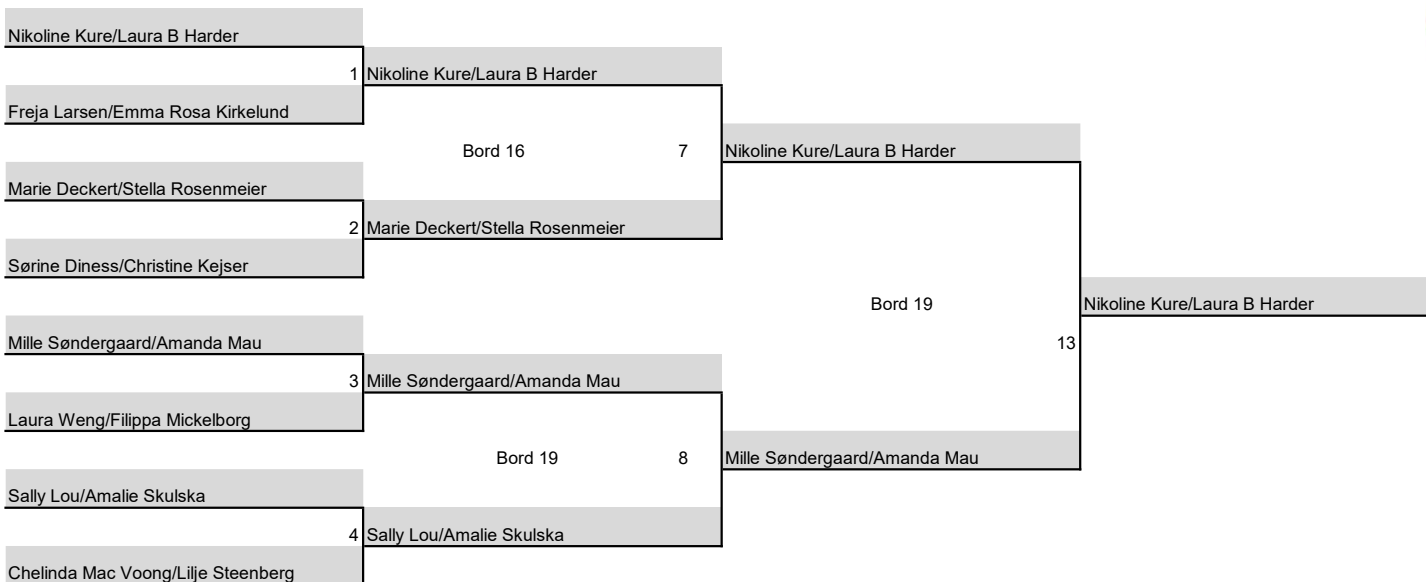 Nikoline Kure/Laura B Harder
1 Nikoline Kure/Laura B Harder
Freja Larsen/Emma Rosa Kirkelund
Bord 16 7 Nikoline Kure/Laura B Harder
Marie Deckert/Stella Rosenmeier
2 Marie Deckert/Stella Rosenmeier
Sørine Diness/Christine Kejser
Bord 19 Nikoline Kure/Laura B Harder
Mille Søndergaard/Amanda Mau
13
3 Mille Søndergaard/Amanda Mau
Laura Weng/Filippa Mickelborg
Bord 19 8 Mille Søndergaard/Amanda Mau
Sally Lou/Amalie Skulska
4 Sally Lou/Amalie Skulska
Chelinda Mac Voong/Lilje Steenberg